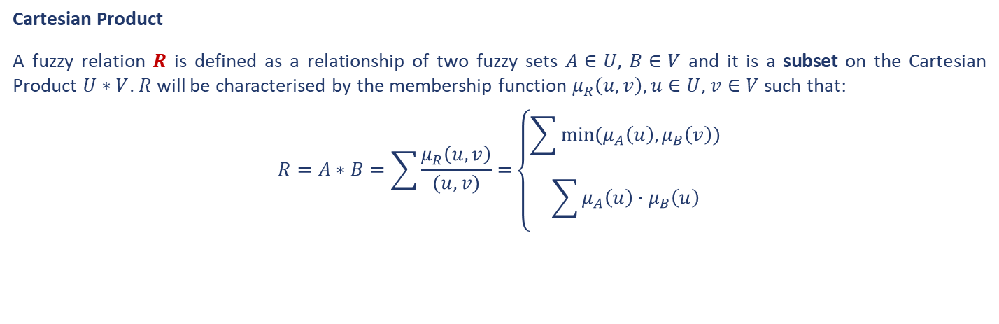 Cartesian Product
A fuzzy relation R is defined as a relationship of two fuzzy sets A ∈ U, B ∈ V and it is a subset on the Cartesian
Product U * V. R will be characterised by the membership function μ_R(u, v), u ∈ U, v ∈ V such that:
R = A * B = ∑ μ_R(u, v) / (u, v) = { ∑ min(μ_A(u), μ_B(v))
∑ μ_A(u) · μ_B(u)